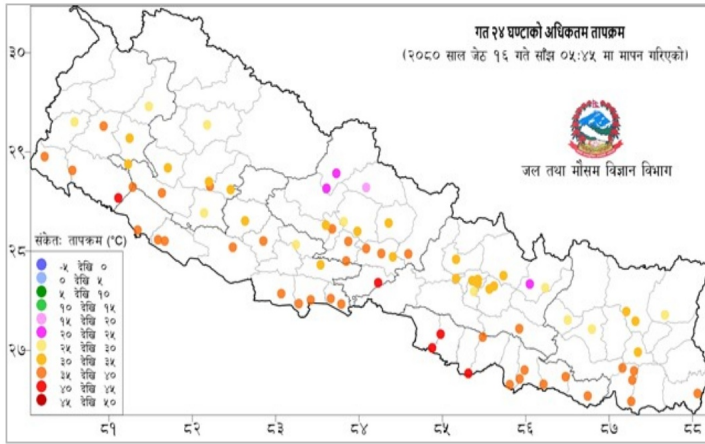 गत २४ घण्टाको अधिकतम तापक्रम
(२०८० साल जेठ १६ गते साँझ ०५:४५ मा मापन गरिएको)
जल तथा मौसम विज्ञान विभाग
३०
२९
२८
२७
संकेतः तापक्रम (°C)
-५ देखि ०
० देखि ५
५ देखि १०
१० देखि १५
१५ देखि २०
२० देखि २५
२५ देखि ३०
३० देखि ३५
३५ देखि ४०
४० देखि ४५
४५ देखि ५०
८१ ८२ ८३ ८४ ८५ ८६ ८७ ८८